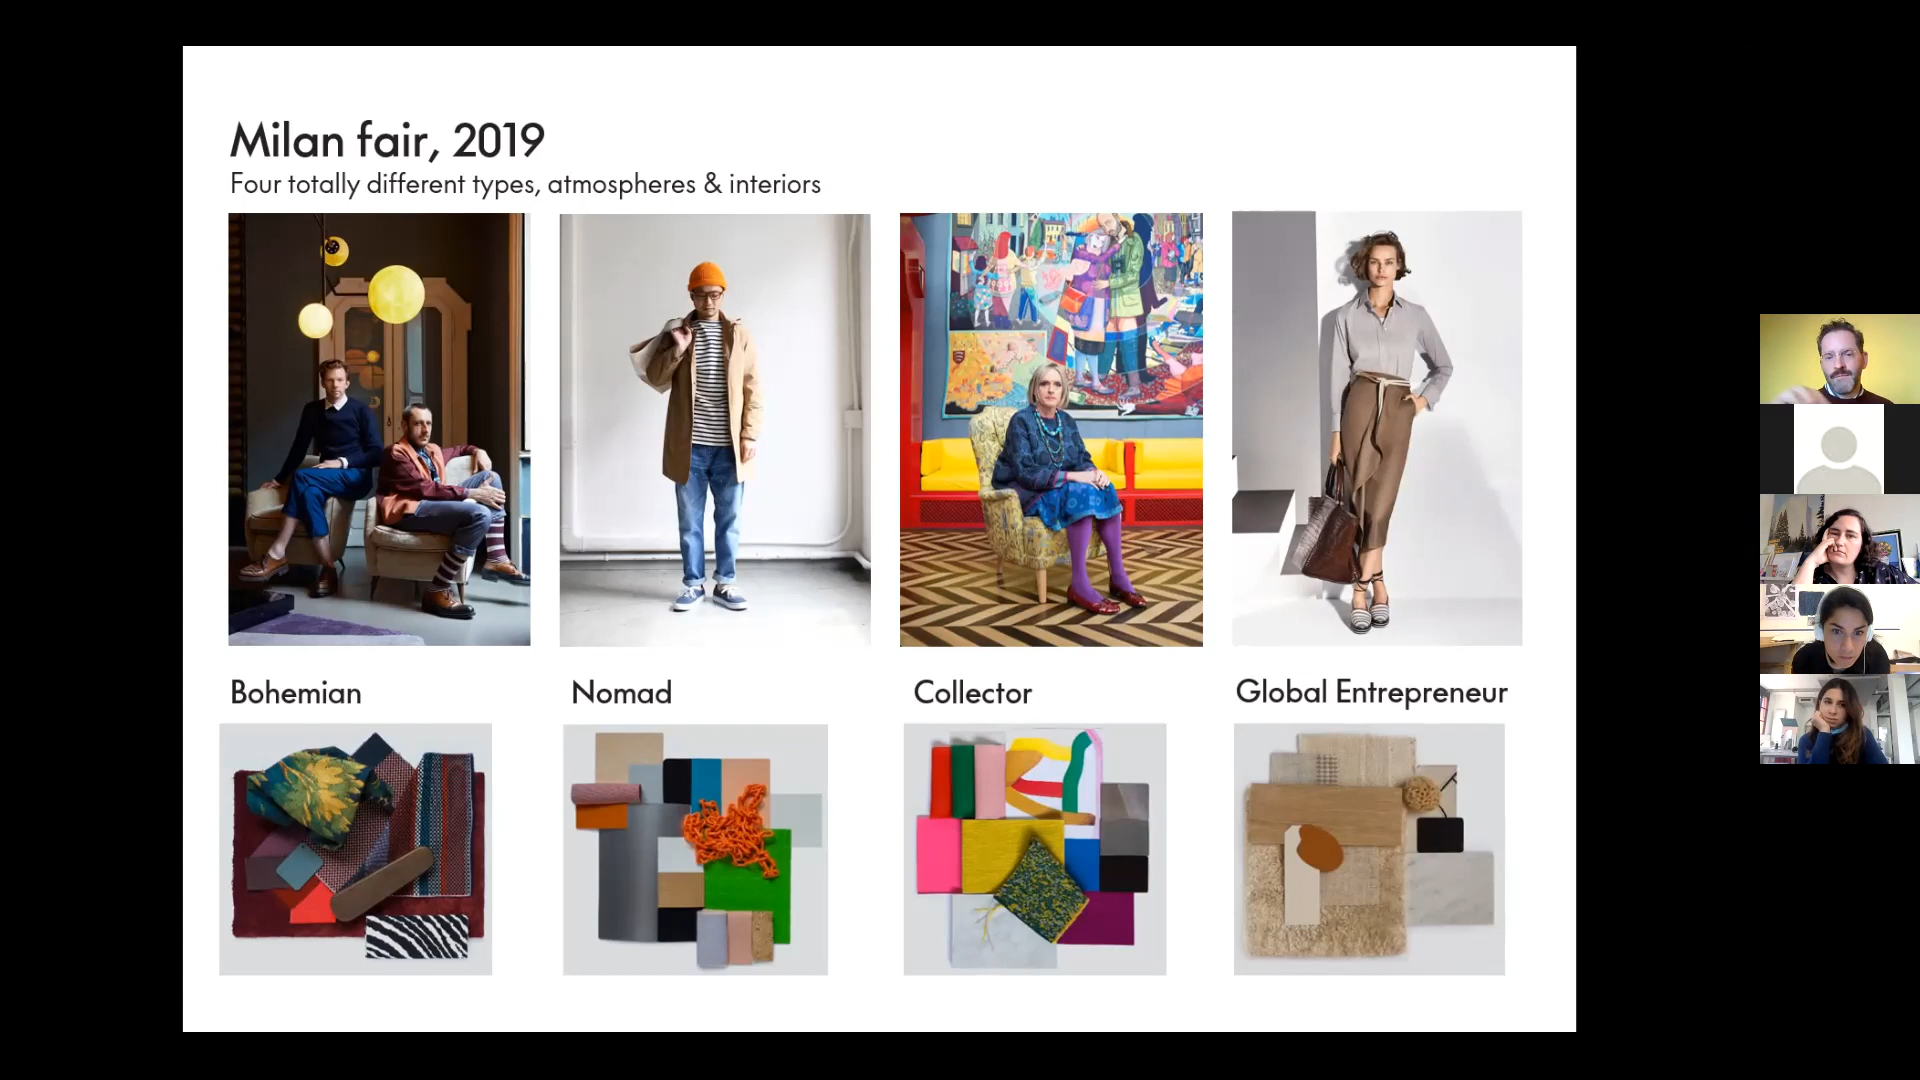 Milan fair, 2019
Four totally different types, atmospheres & interiors
Bohemian
Nomad
Collector
Global Entrepreneur